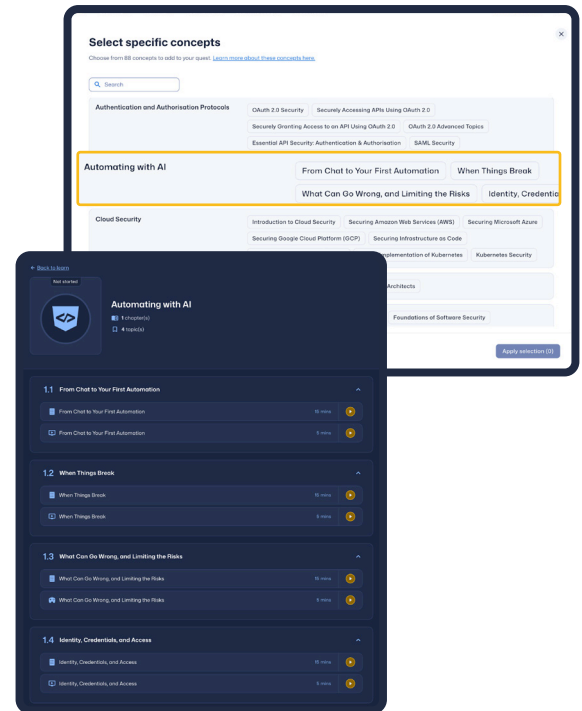 Select specific concepts
Choose from 88 concepts to add to your quest. Learn more about these concepts here.
Search
Authentication and Authorisation Protocols
OAuth 2.0 Security
Securely Accessing APIs Using OAuth 2.0
Securely Granting Access to an API Using OAuth 2.0
OAuth 2.0 Advanced Topics
Essential API Security: Authentication & Authorisation
SAML Security
Automating with AI
From Chat to Your First Automation
When Things Break
What Can Go Wrong, and Limiting the Risks
Identity, Credentia
Cloud Security
Introduction to Cloud Security
Securing Amazon Web Services (AWS)
Securing Microsoft Azure
Securing Google Cloud Platform (GCP)
Securing Infrastructure as Code
mplementation of Kubernetes
Kubernetes Security
Architects
Foundations of Software Security
Apply selection (0)
← Back to learn
Not started
Automating with AI
1 chapter(s)
4 topic(s)
1.1 From Chat to Your First Automation
From Chat to Your First Automation 16 mins
From Chat to Your First Automation 6 mins
1.2 When Things Break
When Things Break 16 mins
When Things Break 6 mins
1.3 What Can Go Wrong, and Limiting the Risks
What Can Go Wrong, and Limiting the Risks 16 mins
What Can Go Wrong, and Limiting the Risks 6 mins
1.4 Identity, Credentials, and Access
Identity, Credentials, and Access 16 mins
Identity, Credentials, and Access 6 mins